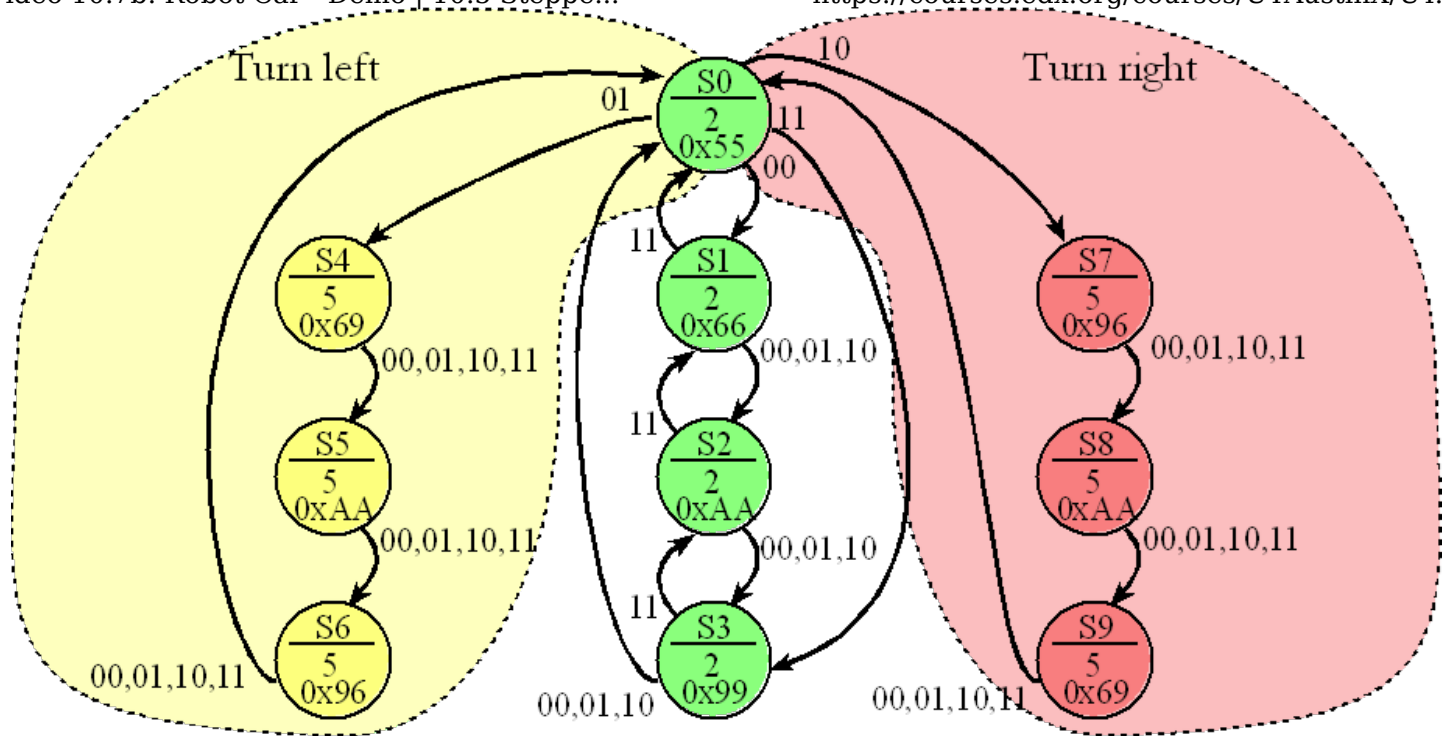 Turn left
Turn right
10
01
S0
2
0x55
11
00
11
S4
5
0x69
S1
2
0x66
S7
5
0x96
00,01,10,11
00,01,10
00,01,10,11
11
S5
5
0xAA
S2
2
0xAA
S8
5
0xAA
00,01,10,11
00,01,10
00,01,10,11
11
S6
5
0x96
S3
2
0x99
S9
5
0x69
00,01,10,11
00,01,10
00,01,10,11